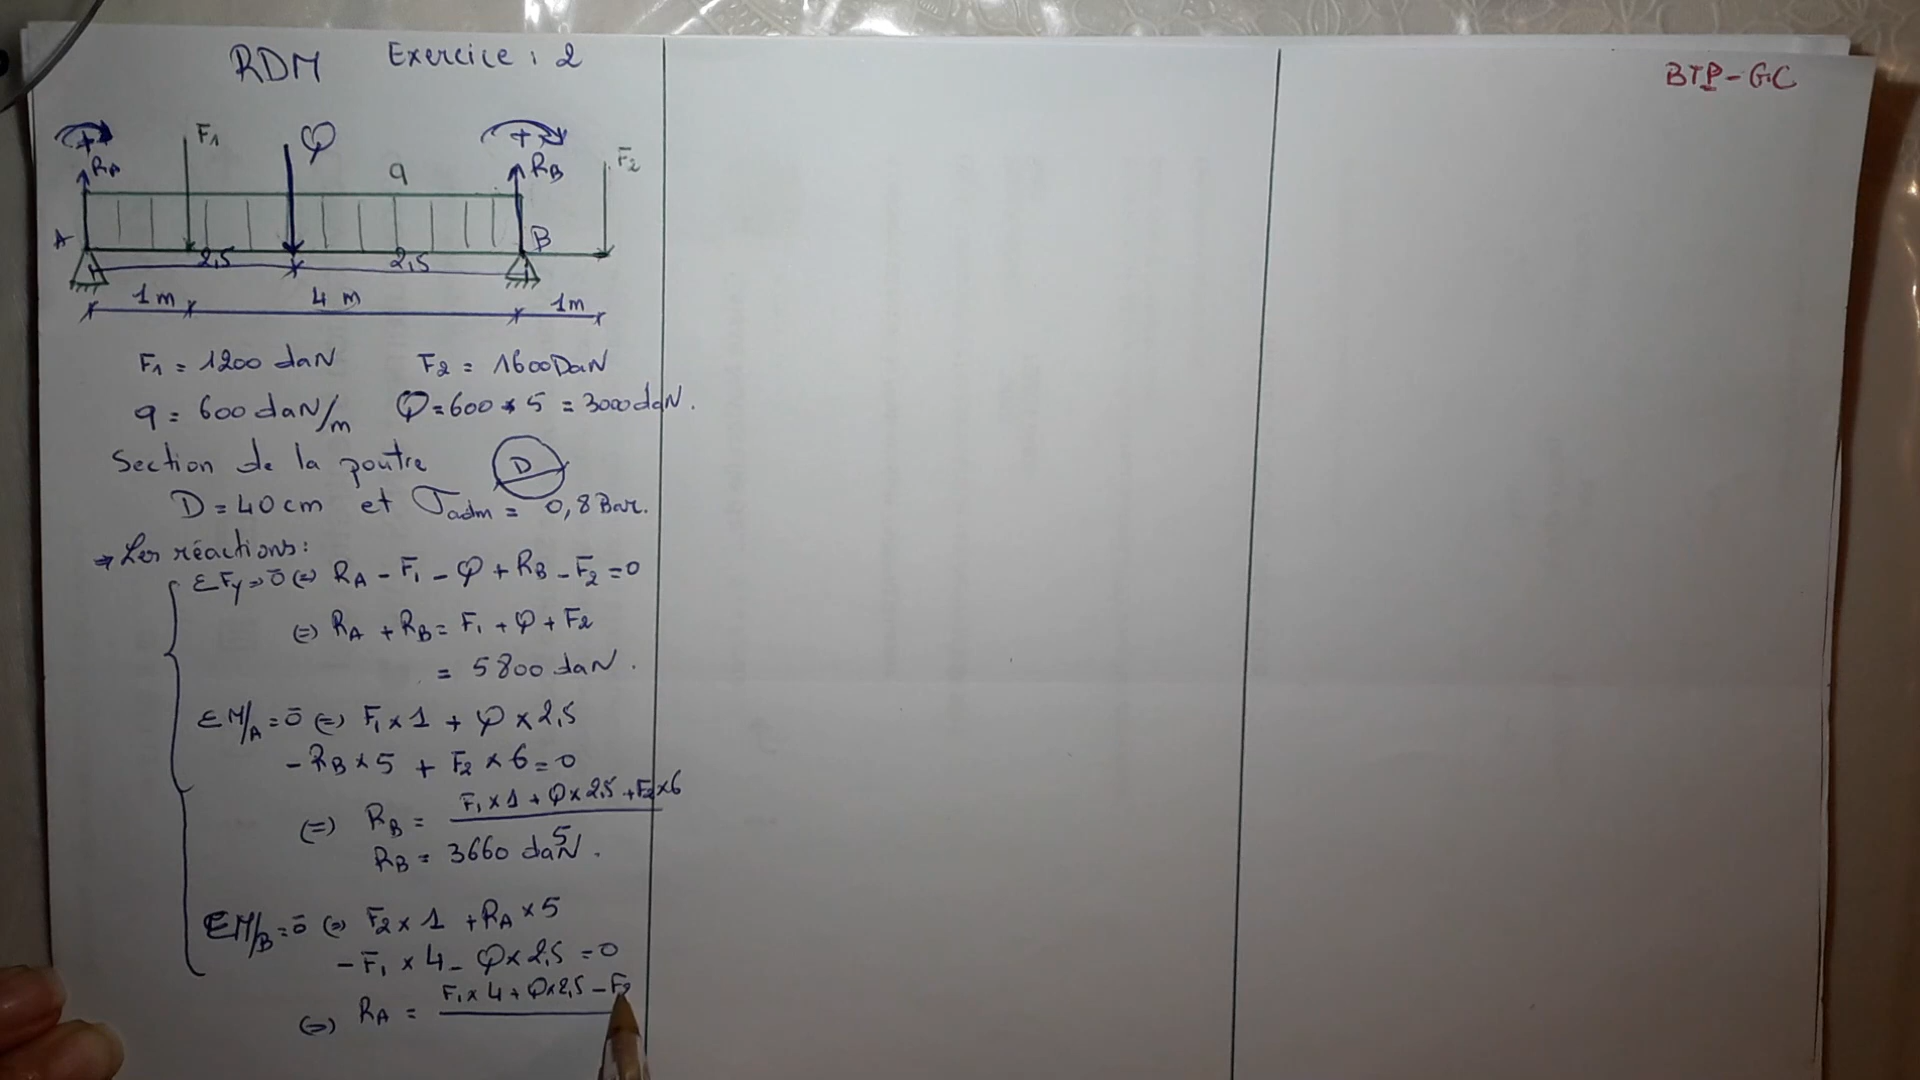 RDM Exercice : 2
BTP-GC
+ F1 φ +
RA q RB F2
A B
2,5 2,5
1m 4 m 1m
F1 = 1200 daN F2 = 1600 DaN
q = 600 daN/m φ = 600 * 5 = 3000 daN.
Section de la poutre D
D = 40 cm et σadm = 0,8 Bar.
⇒ Les réactions:
ΣFy = 0 (=) RA - F1 - φ + RB - F2 = 0
(=) RA + RB = F1 + φ + F2
= 5800 daN.
ΣM/A = 0 (=) F1 x 1 + φ x 2,5
- RB x 5 + F2 x 6 = 0
(=) RB = F1 x 1 + φ x 2,5 + F2 x 6
5
RB = 3660 daN.
ΣM/B = 0 (=) F2 x 1 + RA x 5
- F1 x 4 - φ x 2,5 = 0
(=) RA = F1 x 4 + φ x 2,5 - F2